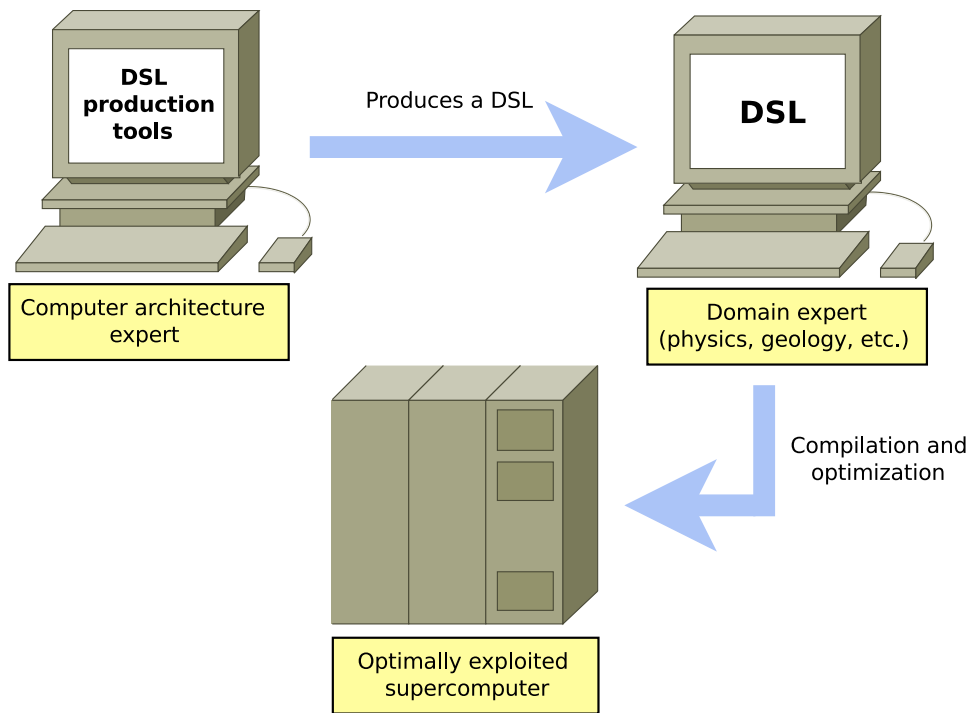 DSL
production
tools
Produces a DSL
DSL
Computer architecture
expert
Domain expert
(physics, geology, etc.)
Compilation and
optimization
Optimally exploited
supercomputer